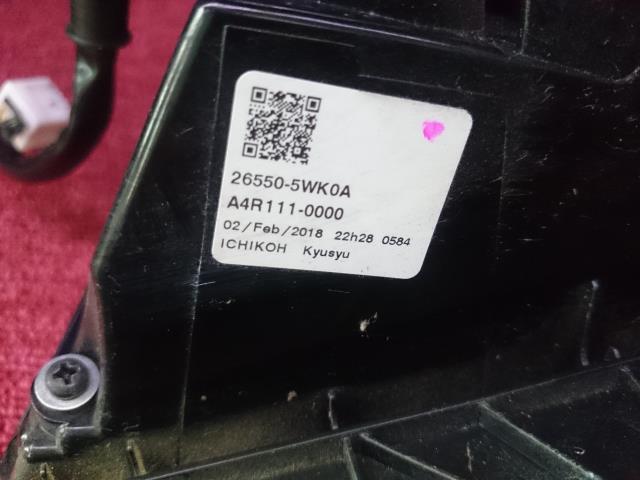 26550-5WK0A
A4R111-0000
02/Feb/2018 22h28 0584
ICHIKOH Kyusyu